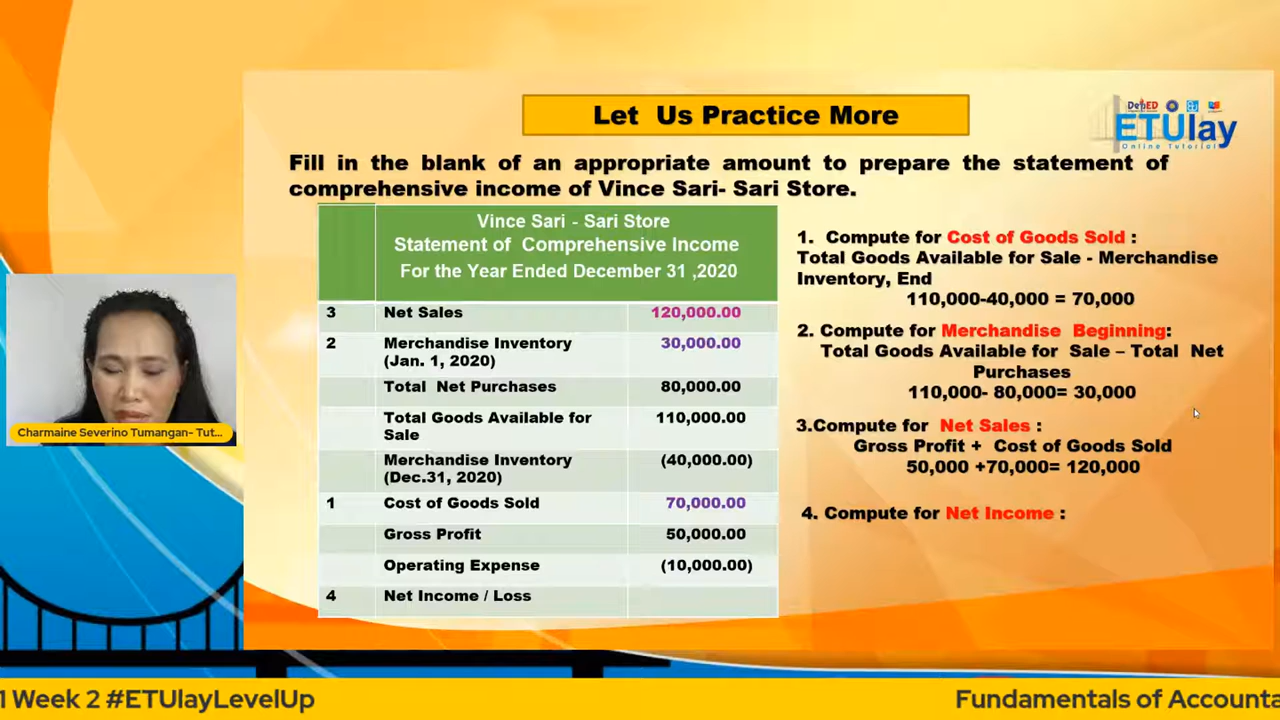 Let Us Practice More
DepED
ETUlay
Online Tutorial
Fill in the blank of an appropriate amount to prepare the statement of
comprehensive income of Vince Sari- Sari Store.
Vince Sari - Sari Store
Statement of Comprehensive Income
For the Year Ended December 31 ,2020
3 Net Sales 120,000.00
2 Merchandise Inventory 30,000.00
(Jan. 1, 2020)
Total Net Purchases 80,000.00
Total Goods Available for 110,000.00
Sale
Merchandise Inventory (40,000.00)
(Dec.31, 2020)
1 Cost of Goods Sold 70,000.00
Gross Profit 50,000.00
Operating Expense (10,000.00)
4 Net Income / Loss
1. Compute for Cost of Goods Sold :
Total Goods Available for Sale - Merchandise
Inventory, End
110,000-40,000 = 70,000
2. Compute for Merchandise Beginning:
Total Goods Available for Sale – Total Net
Purchases
110,000- 80,000= 30,000
3.Compute for Net Sales :
Gross Profit + Cost of Goods Sold
50,000 +70,000= 120,000
4. Compute for Net Income :
Charmaine Severino Tumangan- Tut...
1 Week 2 #ETUlayLevelUp
Fundamentals of Accounta